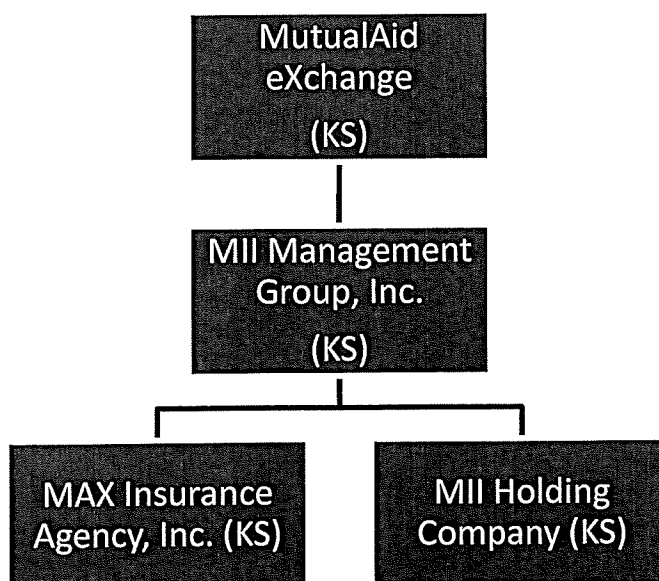 MutualAid
eXchange
(KS)
MII Management
Group, Inc.
(KS)
MAX Insurance
Agency, Inc. (KS)
MII Holding
Company (KS)